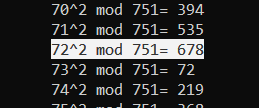 70^2 mod 751= 394
71^2 mod 751= 535
72^2 mod 751= 678
73^2 mod 751= 72
74^2 mod 751= 219